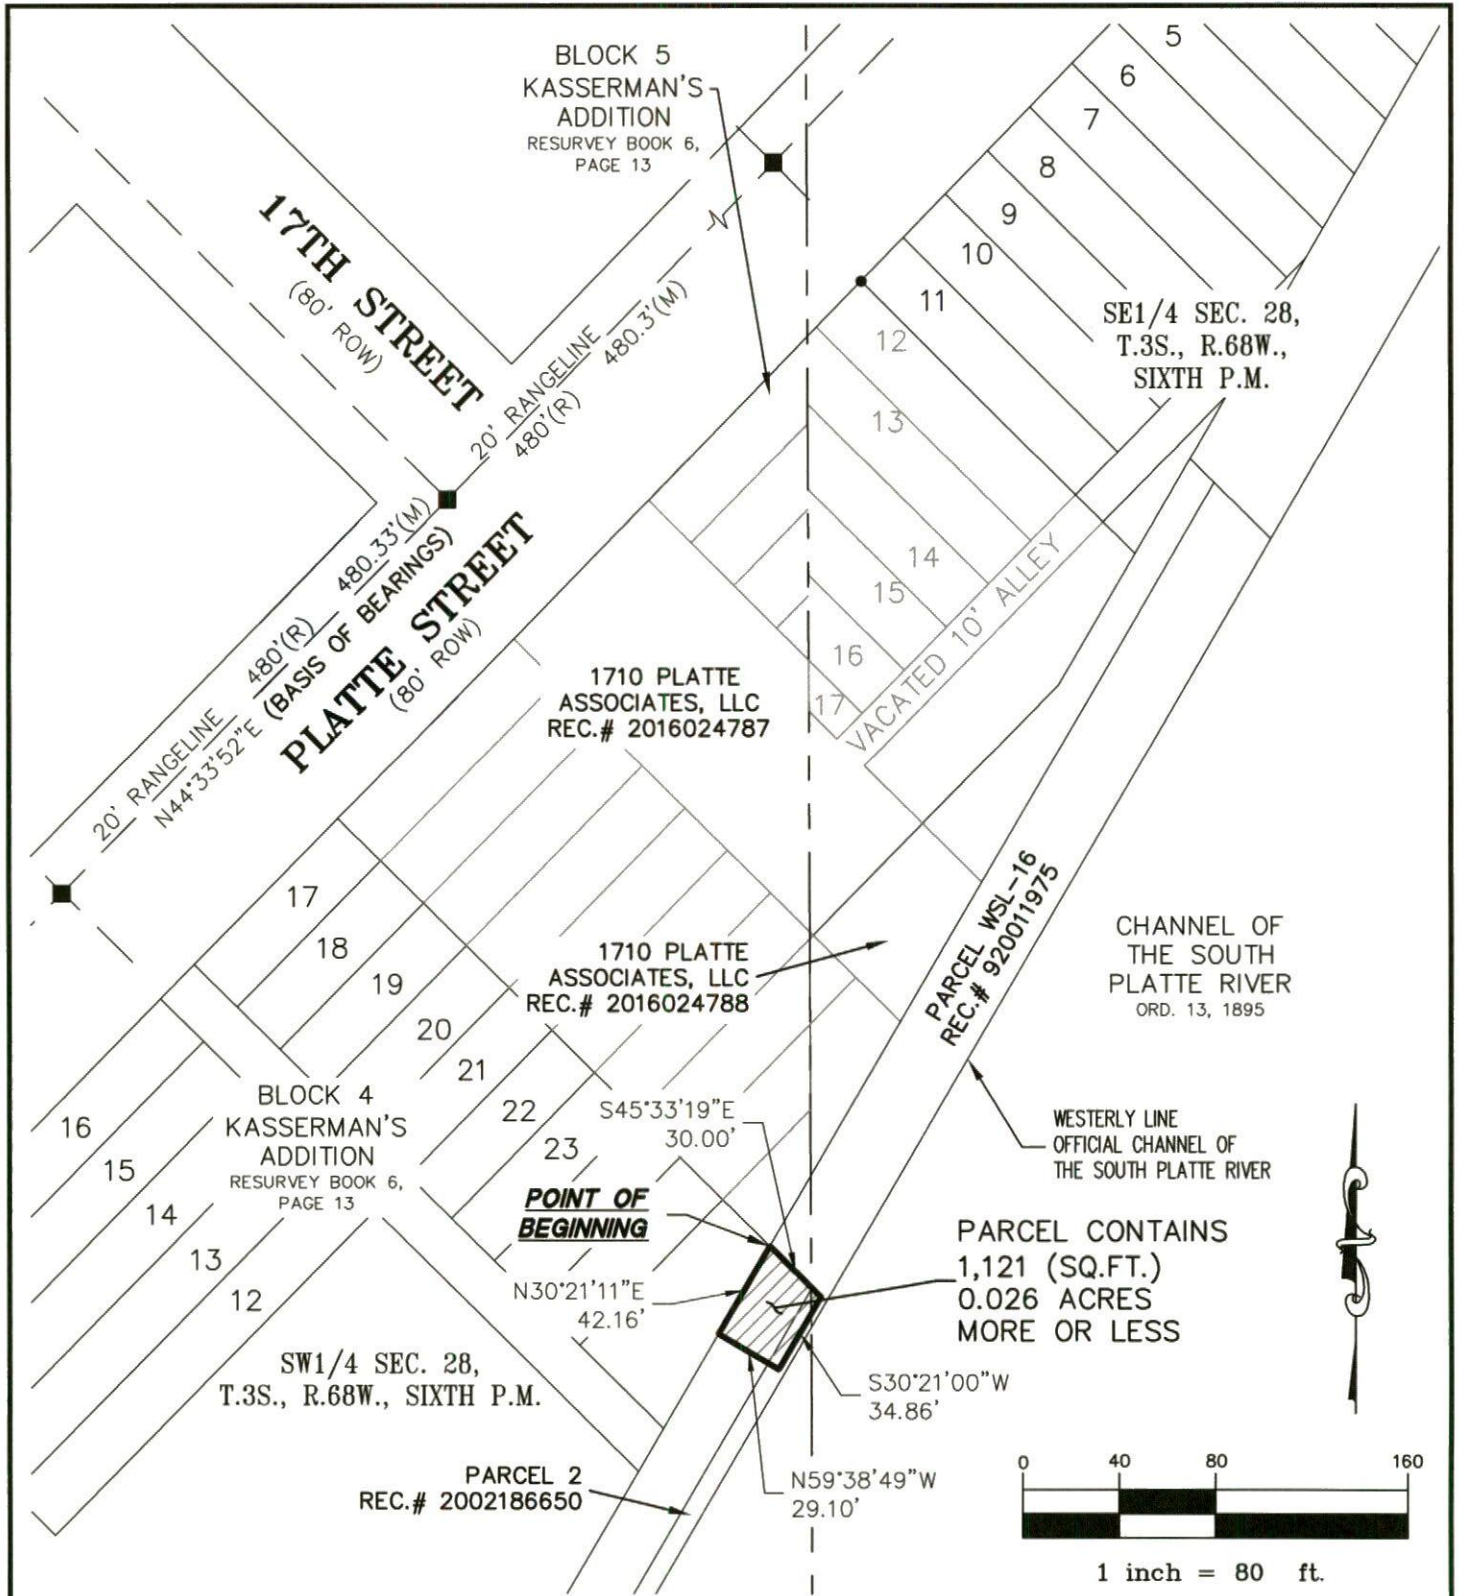 BLOCK 5
KASSERMAN'S
ADDITION
RESURVEY BOOK 6,
PAGE 13
5
6
7
8
9
10
11
12
13
14
15
16
17
17TH STREET
(80' ROW)
20' RANGELINE 480.3'(M)
480'(R)
SE1/4 SEC. 28,
T.3S., R.68W.,
SIXTH P.M.
20' RANGELINE 480'(R) 480.33'(M)
N44°33'52"E (BASIS OF BEARINGS)
PLATTE STREET
(80' ROW)
VACATED 10' ALLEY
1710 PLATTE
ASSOCIATES, LLC
REC.# 2016024787
17
18
19
20
21
22
23
1710 PLATTE
ASSOCIATES, LLC
REC.# 2016024788
PARCEL WSL-16
REC.# 920011975
CHANNEL OF
THE SOUTH
PLATTE RIVER
ORD. 13, 1895
BLOCK 4
KASSERMAN'S
ADDITION
RESURVEY BOOK 6,
PAGE 13
16
15
14
13
12
S45°33'19"E
30.00'
WESTERLY LINE
OFFICIAL CHANNEL OF
THE SOUTH PLATTE RIVER
POINT OF
BEGINNING
N30°21'11"E
42.16'
PARCEL CONTAINS
1,121 (SQ.FT.)
0.026 ACRES
MORE OR LESS
SW1/4 SEC. 28,
T.3S., R.68W., SIXTH P.M.
S30°21'00"W
34.86'
N59°38'49"W
29.10'
PARCEL 2
REC.# 2002186650
0 40 80 160
1 inch = 80 ft.